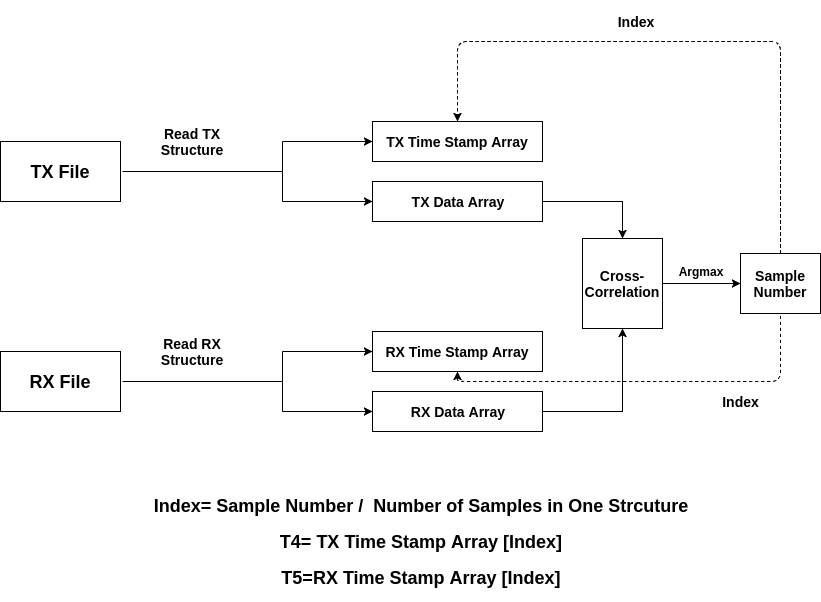 Index
Read TX
Structure
TX Time Stamp Array
TX File
TX Data Array
Cross-
Correlation
Argmax
Sample
Number
Read RX
Structure
RX Time Stamp Array
RX File
Index
RX Data Array
Index= Sample Number /  Number of Samples in One Strcuture
T4= TX Time Stamp Array [Index]
T5=RX Time Stamp Array [Index]